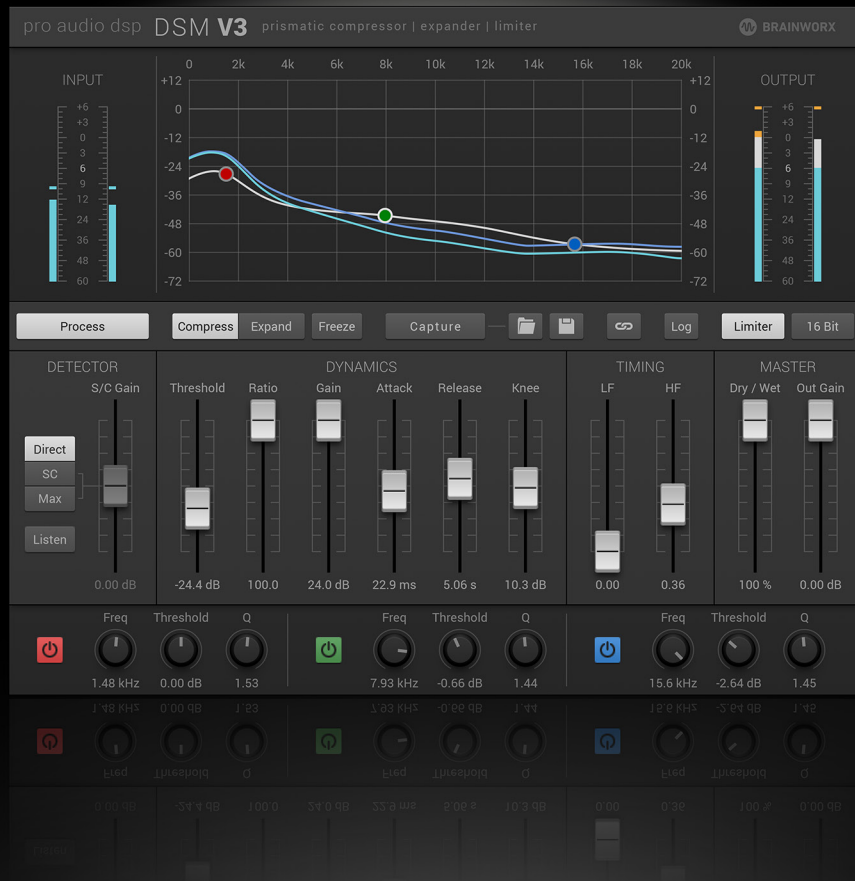 pro audio dsp DSM V3 prismatic compressor | expander | limiter BRAINWORX
INPUT 0 2k 4k 6k 8k 10k 12k 14k 16k 18k 20k OUTPUT
+12 +12
+6 +6
+3 0 0 +3
0 0
3 -12 -12 3
6 6
9 -24 -24 9
12 -36 -36 12
24 24
36 -48 -48 36
48 -60 -60 48
60 -72 -72 60
Process Compress Expand Freeze Capture Log Limiter 16 Bit
DETECTOR DYNAMICS TIMING MASTER
S/C Gain Threshold Ratio Gain Attack Release Knee LF HF Dry / Wet Out Gain
Direct
SC
Max
Listen
0.00 dB -24.4 dB 100.0 24.0 dB 22.9 ms 5.06 s 10.3 dB 0.00 0.36 100 % 0.00 dB
Freq Threshold Q Freq Threshold Q Freq Threshold Q
1.48 kHz 0.00 dB 1.53 7.93 kHz -0.66 dB 1.44 15.6 kHz -2.64 dB 1.45